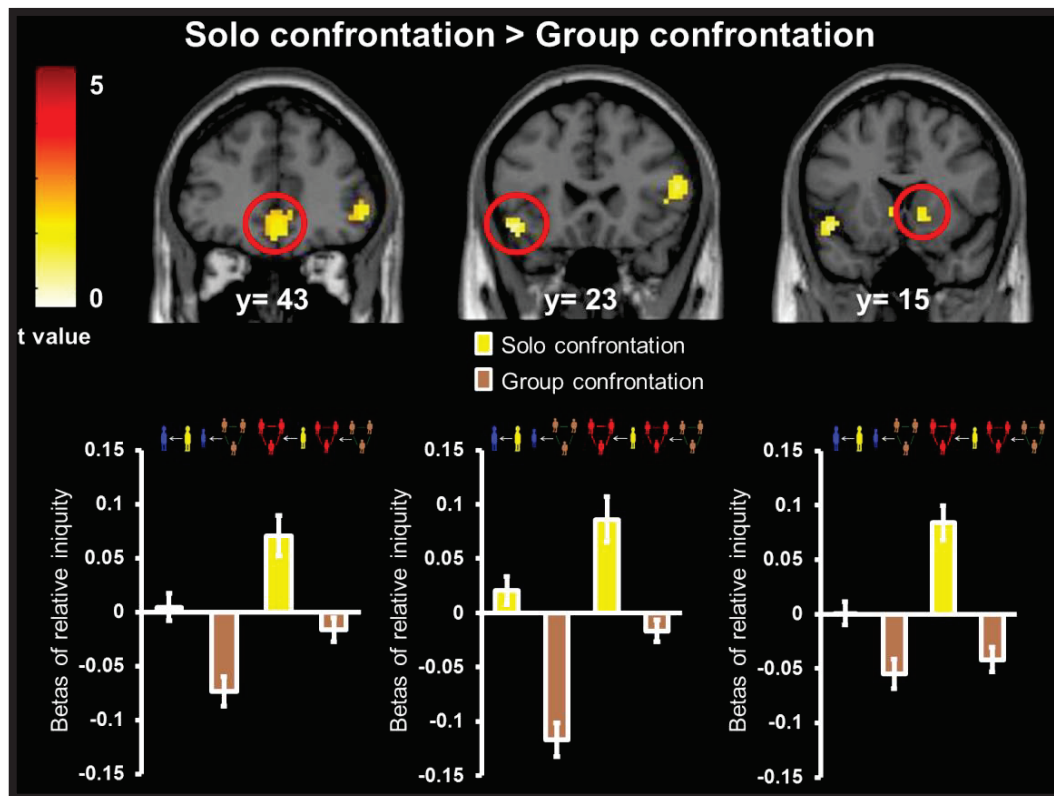 Solo confrontation > Group confrontation
5
0
t value
y= 43
y= 23
y= 15
Solo confrontation
Group confrontation
Betas of relative iniquity
0.15
0.1
0.05
0
-0.05
-0.1
-0.15
Betas of relative iniquity
0.15
0.1
0.05
0
-0.05
-0.1
-0.15
Betas of relative iniquity
0.15
0.1
0.05
0
-0.05
-0.1
-0.15